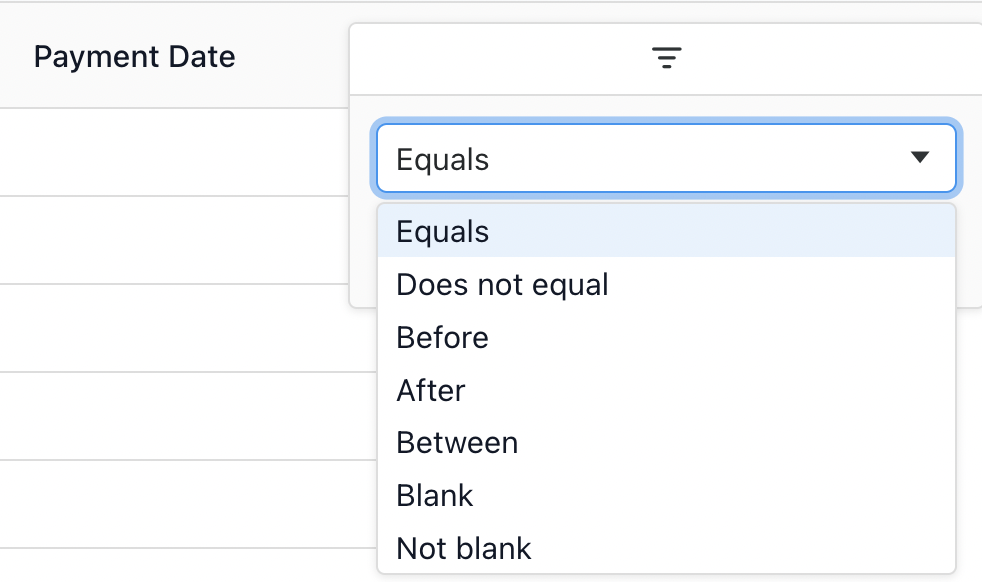 Payment Date
Equals
Equals
Does not equal
Before
After
Between
Blank
Not blank